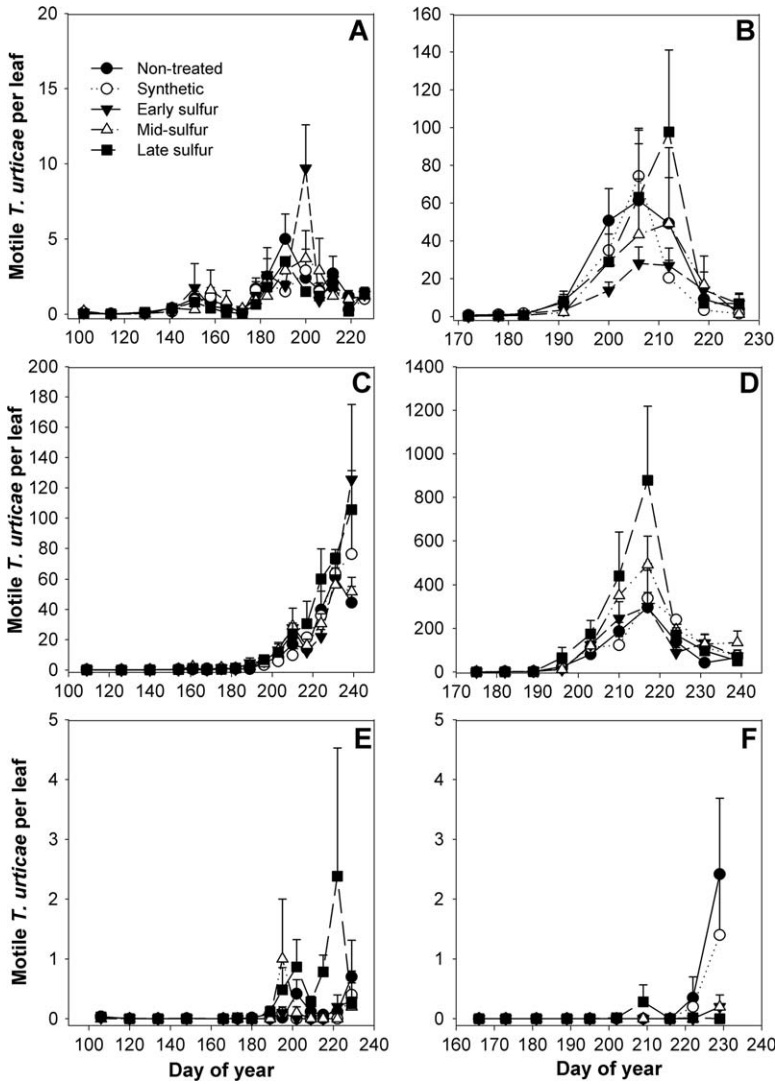 A
Motile T. urticae per leaf
20
15
10
5
0
Non-treated
Synthetic
Early sulfur
Mid-sulfur
Late sulfur
100 120 140 160 180 200 220
B
160
140
120
100
80
60
40
20
0
170 180 190 200 210 220 230
C
Motile T. urticae per leaf
200
180
160
140
120
100
80
60
40
20
0
100 120 140 160 180 200 220 240
D
1400
1200
1000
800
600
400
200
0
170 175 180 190 200 210 220 230 240
E
Motile T. urticae per leaf
5
4
3
2
1
0
100 120 140 160 180 200 220 240
Day of year
F
5
4
3
2
1
0
160 170 180 190 200 210 220 230 240
Day of year